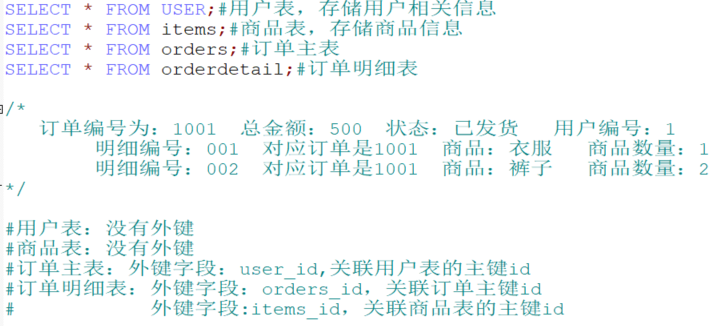 SELECT * FROM USER;#用户表，存储用户相关信息
SELECT * FROM items;#商品表，存储商品信息
SELECT * FROM orders;#订单主表
SELECT * FROM orderdetail;#订单明细表
/*
订单编号为：1001 总金额：500 状态：已发货 用户编号：1
明细编号：001 对应订单是1001 商品：衣服 商品数量：1
明细编号：002 对应订单是1001 商品：裤子 商品数量：2
*/
#用户表：没有外键
#商品表：没有外键
#订单主表：外键字段：user_id,关联用户表的主键id
#订单明细表：外键字段：orders_id，关联订单主键id
# 外键字段:items_id，关联商品表的主键id